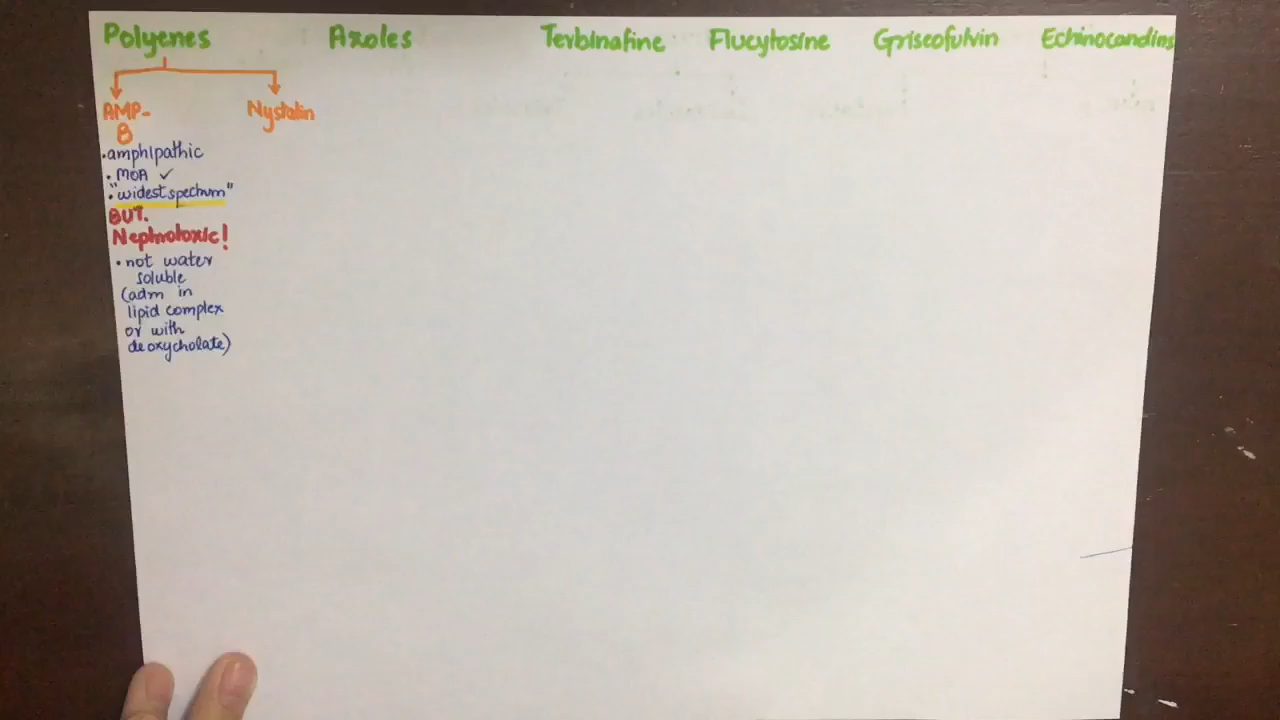 Polyenes Azoles Terbinafine Flucytosine Griseofulvin Echinocandins
AMP-
B
Nystatin
•amphipathic
• MOA ✓
•"widest spectrum"
BUT.
Nephrotoxic!
• not water
soluble
(adm in
lipid complex
or with
deoxycholate)